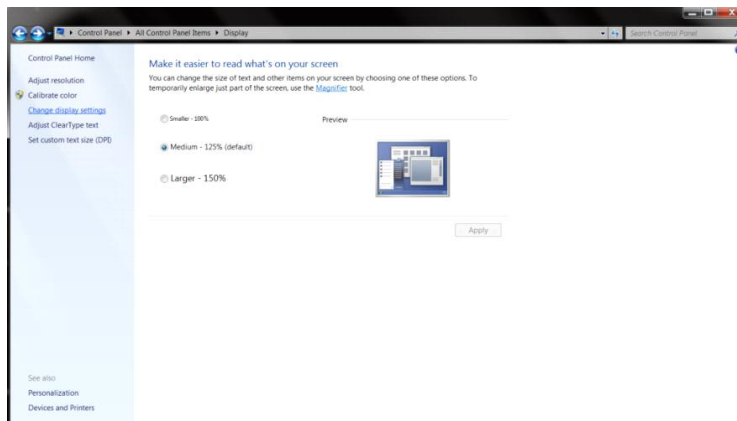 Control Panel ▸ All Control Panel Items ▸ Display
Search Control Panel
Control Panel Home
Adjust resolution
Calibrate color
Change display settings
Adjust ClearType text
Set custom text size (DPI)
See also
Personalization
Devices and Printers
Make it easier to read what's on your screen
You can change the size of text and other items on your screen by choosing one of these options. To
temporarily enlarge just part of the screen, use the Magnifier tool.
Smaller - 100%
Preview
Medium - 125% (default)
Larger - 150%
Apply